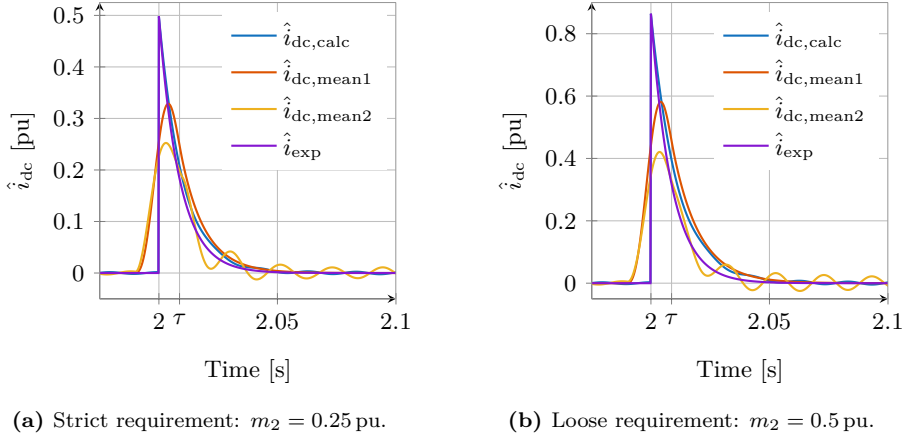 0.5
0.4
0.3
0.2
0.1
0
î_dc [pu]
î_dc,calc
î_dc,mean1
î_dc,mean2
î_exp
2 τ 2.05 2.1
Time [s]
(a) Strict requirement: m₂ = 0.25 pu.
0.8
0.6
0.4
0.2
0
î_dc [pu]
î_dc,calc
î_dc,mean1
î_dc,mean2
î_exp
2 τ 2.05 2.1
Time [s]
(b) Loose requirement: m₂ = 0.5 pu.